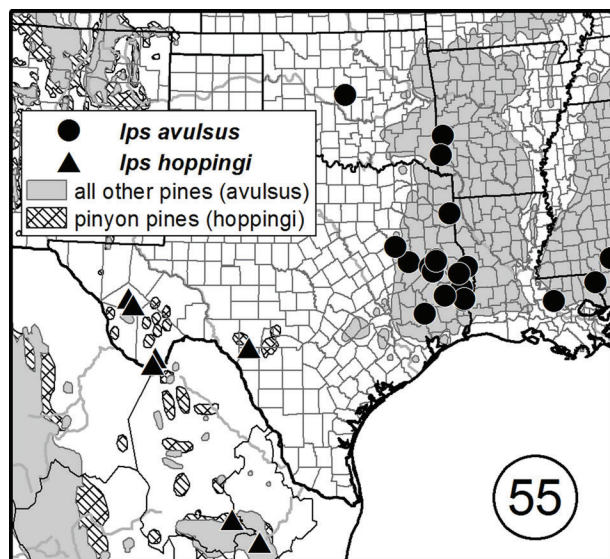 Ips avulsus
Ips hoppingi
all other pines (avulsus)
pinyon pines (hoppingi)
55